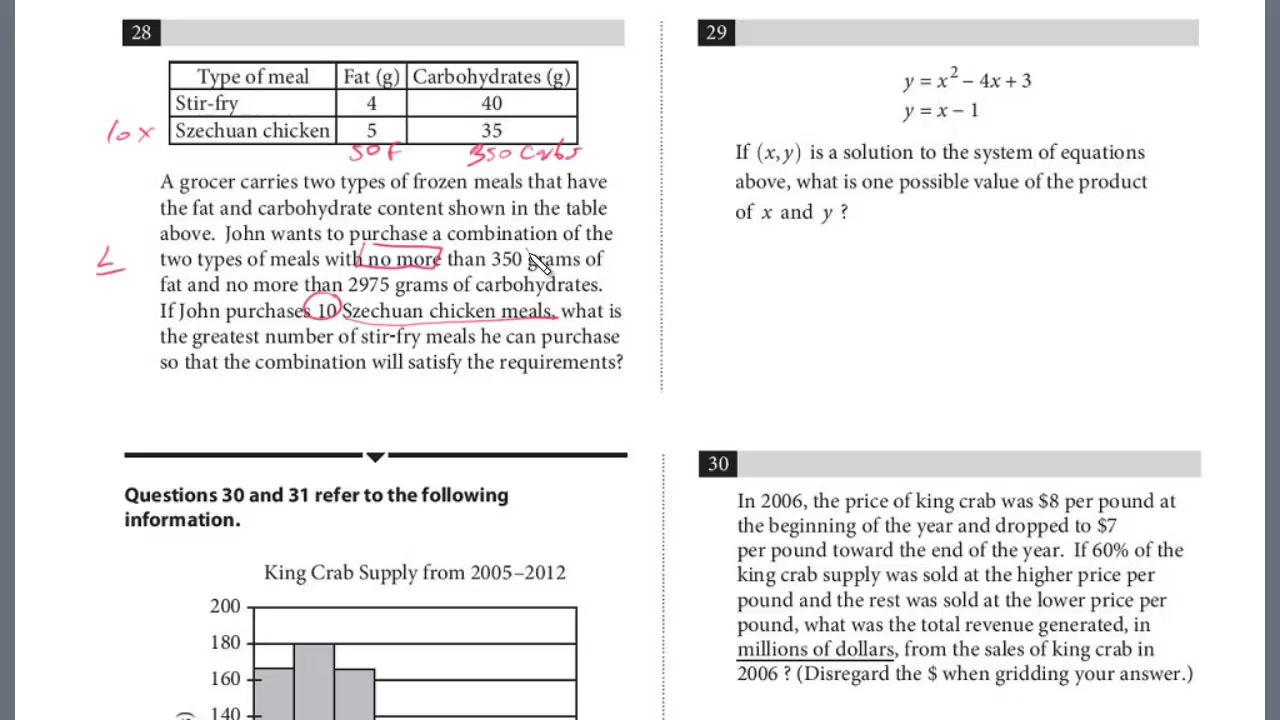 28
Type of meal Fat (g) Carbohydrates (g)
Stir-fry 4 40
10 x Szechuan chicken 5 35
50 F 350 Carbs
A grocer carries two types of frozen meals that have
the fat and carbohydrate content shown in the table
above. John wants to purchase a combination of the
≤ two types of meals with no more than 350 grams of
fat and no more than 2975 grams of carbohydrates.
If John purchases 10 Szechuan chicken meals, what is
the greatest number of stir-fry meals he can purchase
so that the combination will satisfy the requirements?
Questions 30 and 31 refer to the following
information.
King Crab Supply from 2005–2012
200
180
160
140
29
y = x² – 4x + 3
y = x – 1
If (x, y) is a solution to the system of equations
above, what is one possible value of the product
of x and y ?
30
In 2006, the price of king crab was $8 per pound at
the beginning of the year and dropped to $7
per pound toward the end of the year. If 60% of the
king crab supply was sold at the higher price per
pound and the rest was sold at the lower price per
pound, what was the total revenue generated, in
millions of dollars, from the sales of king crab in
2006 ? (Disregard the $ when gridding your answer.)